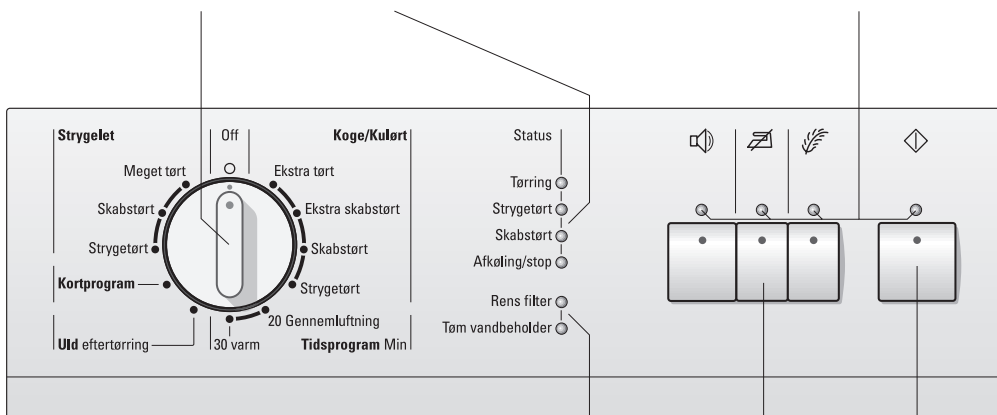 Strygelet
Off
Koge/Kulørt
Meget tørt
Ekstra tørt
Skabstørt
Ekstra skabstørt
Strygetørt
Skabstørt
Kortprogram
Strygetørt
20 Gennemluftning
Uld eftertørring
30 varm
Tidsprogram Min
Status
Tørring
Strygetørt
Skabstørt
Afkøling/stop
Rens filter
Tøm vandbeholder